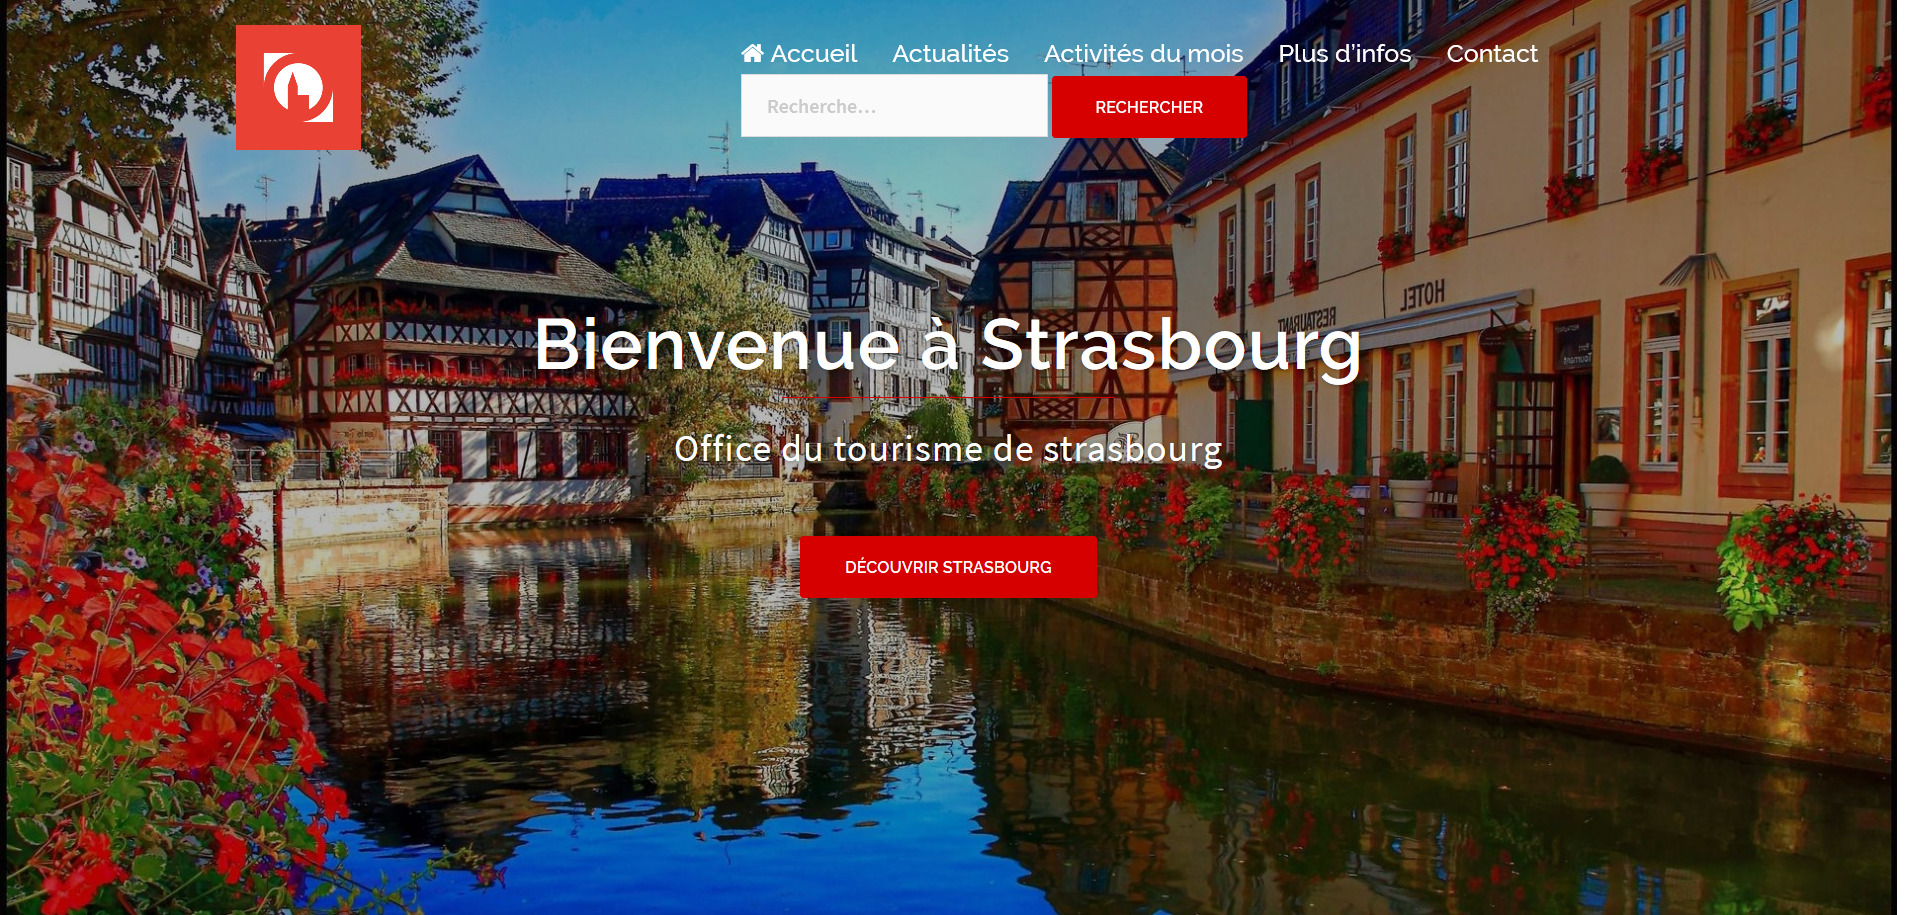 Accueil Actualités Activités du mois Plus d’infos Contact
Recherche... RECHERCHER
HOTEL
RESTAURANT
Bienvenue à Strasbourg
Office du tourisme de strasbourg
DÉCOUVRIR STRASBOURG